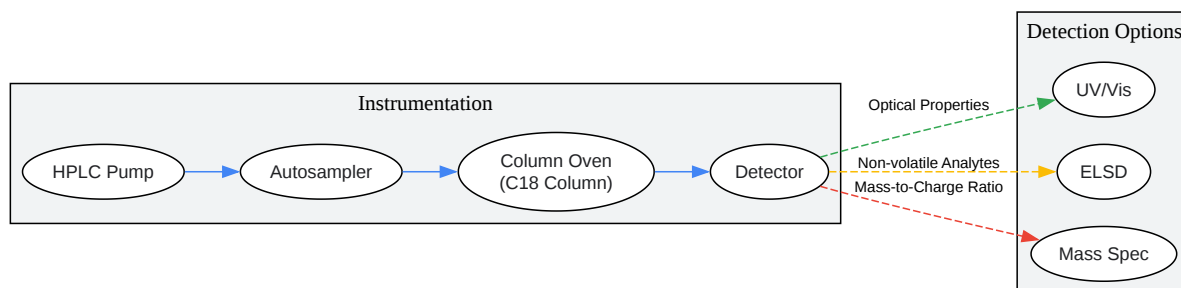 Detection Options
Instrumentation
HPLC Pump
Autosampler
Column Oven
(C18 Column)
Detector
Optical Properties
Non-volatile Analytes
Mass-to-Charge Ratio
UV/Vis
ELSD
Mass Spec